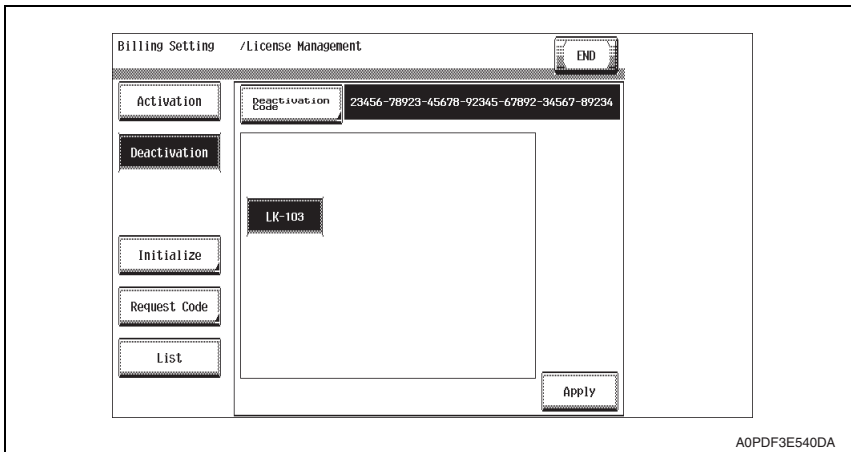 Billing Setting /License Management
END
Activation
Deactivation
Code
23456-78923-45678-92345-67892-34567-89234
Deactivation
LK-103
Initialize
Request Code
List
Apply
A0PDF3E540DA